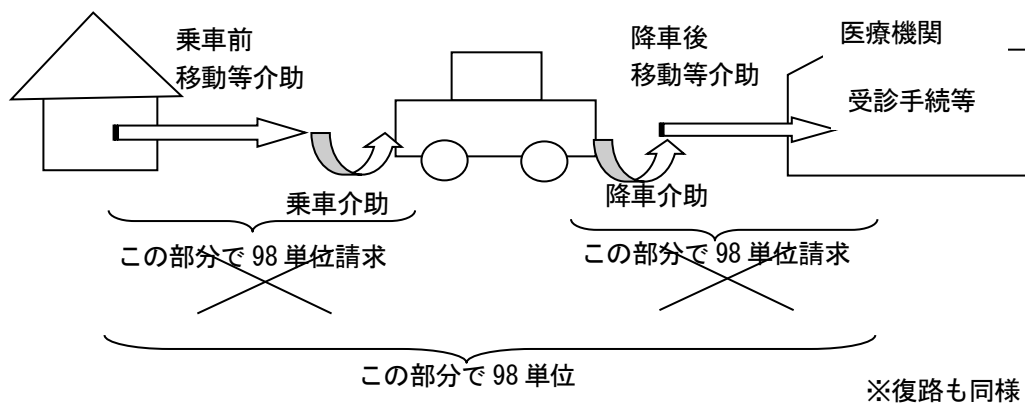 乗車前
移動等介助
降車後
移動等介助
医療機関
受診手続等
乗車介助
降車介助
この部分で 98 単位請求
この部分で 98 単位請求
この部分で 98 単位
※復路も同様